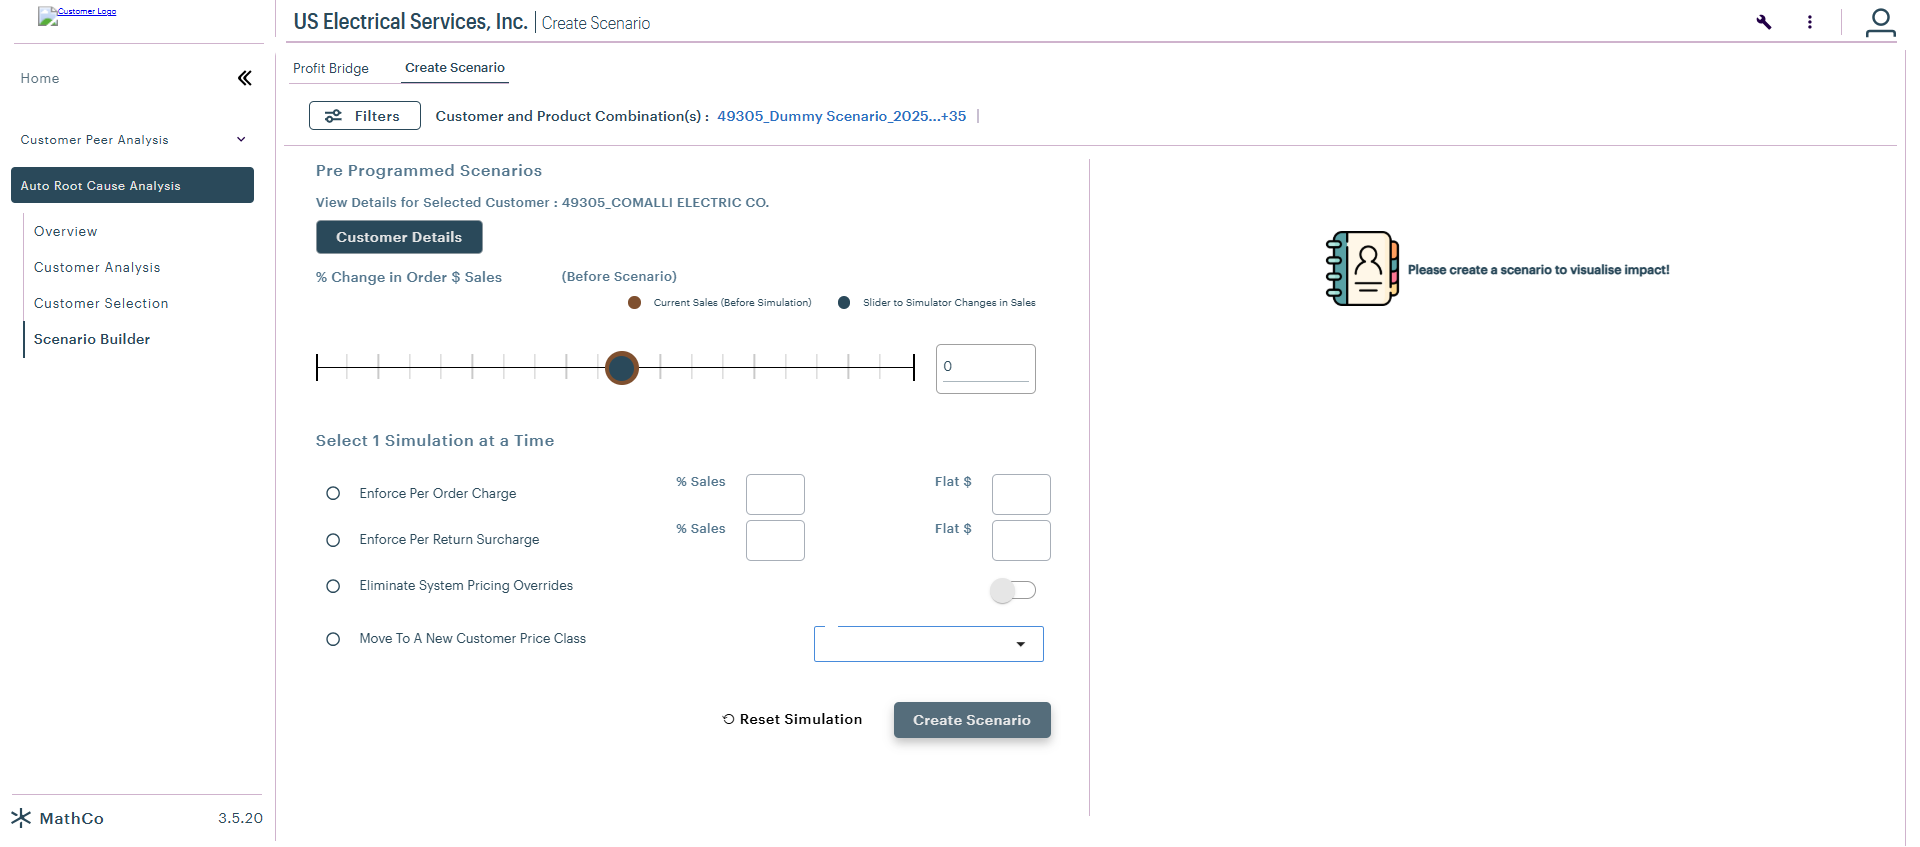 Customer Logo
US Electrical Services, Inc. | Create Scenario
Home
Profit Bridge
Create Scenario
Filters
Customer and Product Combination(s) : 49305_Dummy Scenario_2025...+35 |
Customer Peer Analysis
Auto Root Cause Analysis
Overview
Customer Analysis
Customer Selection
Scenario Builder
Pre Programmed Scenarios
View Details for Selected Customer : 49305_COMALLI ELECTRIC CO.
Customer Details
% Change in Order $ Sales
(Before Scenario)
Current Sales (Before Simulation)
Slider to Simulator Changes in Sales
0
Select 1 Simulation at a Time
Enforce Per Order Charge
% Sales
Flat $
Enforce Per Return Surcharge
% Sales
Flat $
Eliminate System Pricing Overrides
Move To A New Customer Price Class
Reset Simulation
Create Scenario
Please create a scenario to visualise impact!
MathCo
3.5.20